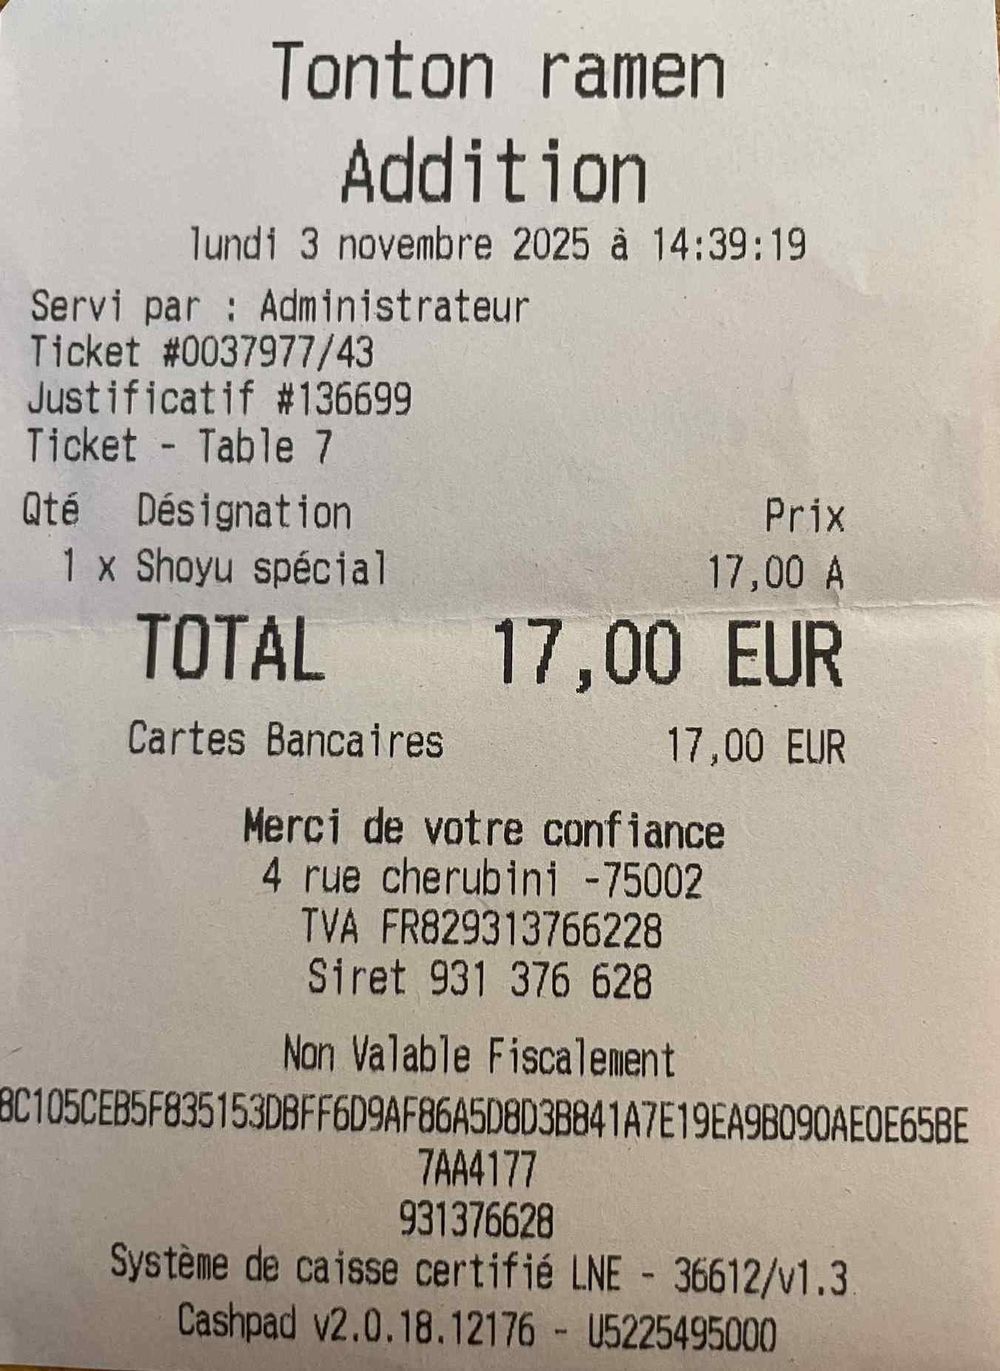 Tonton ramen
Addition
lundi 3 novembre 2025 à 14:39:19
Servi par : Administrateur
Ticket #0037977/43
Justificatif #136699
Ticket - Table 7
Qté Désignation Prix
1 x Shoyu spécial 17,00 A
TOTAL 17,00 EUR
Cartes Bancaires 17,00 EUR
Merci de votre confiance
4 rue cherubini -75002
TVA FR829313766228
Siret 931 376 628
Non Valable Fiscalement
8C105CEB5F835153DBFF6D9AF86A5D8D3B841A7E19EA9B090AE0E65BE
7AA4177
931376628
Système de caisse certifié LNE - 36612/v1.3
Cashpad v2.0.18.12176 - U5225495000